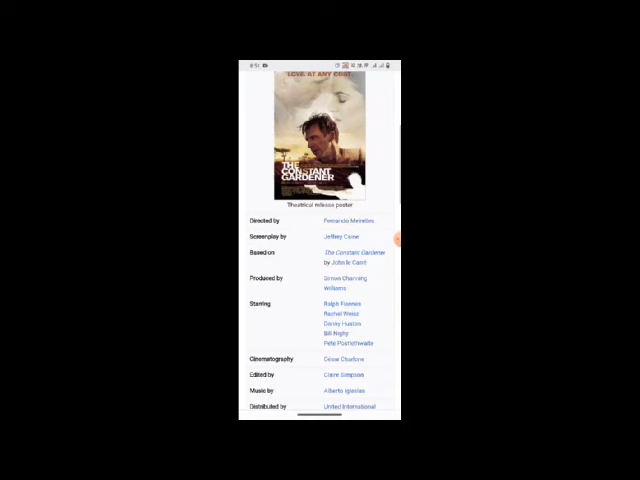 8:51
LOVE. AT ANY COST.
THE
CONSTANT
GARDENER
Theatrical release poster
Directed by Fernando Meirelles
Screenplay by Jeffrey Caine
Based on The Constant Gardener
by John le Carré
Produced by Simon Channing
Williams
Starring Ralph Fiennes
Rachel Weisz
Danny Huston
Bill Nighy
Pete Postlethwaite
Cinematography César Charlone
Edited by Claire Simpson
Music by Alberto Iglesias
Distributed by United International